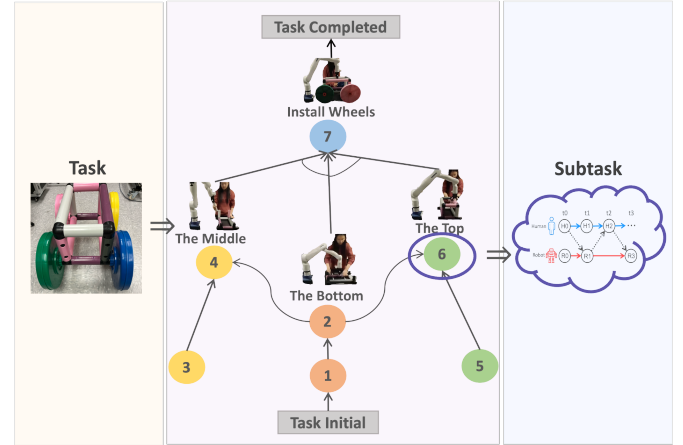 Task Completed
Install Wheels
7
Task
Subtask
The Middle
The Top
t0 t1 t2 t3
Human H0 H1 H2 ...
Robot R0 R1 R3
4
6
The Bottom
2
3
1
5
Task Initial